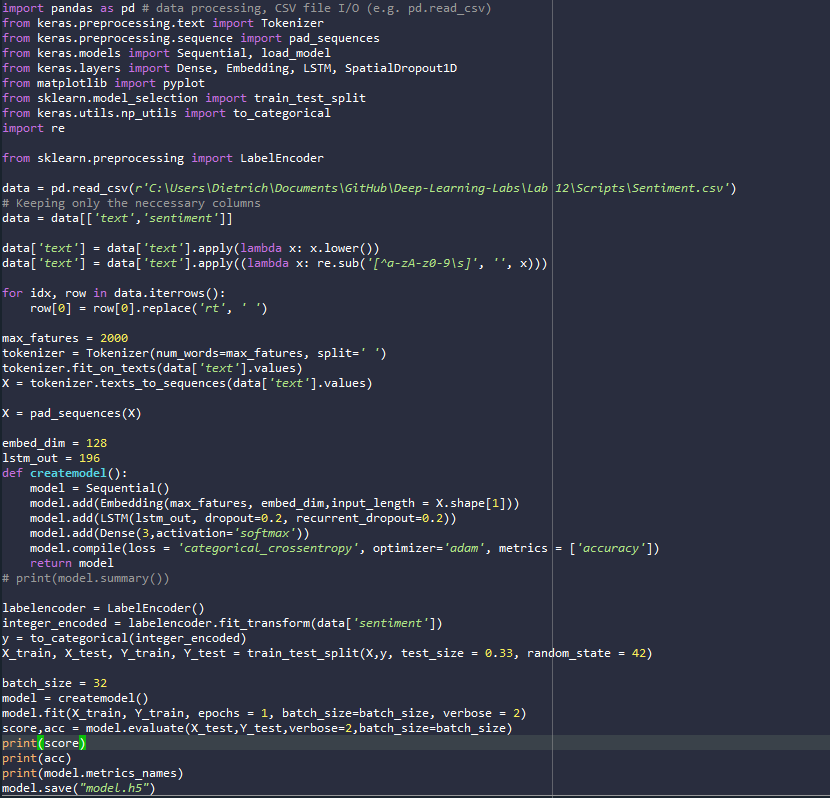 import pandas as pd # data processing, CSV file I/O (e.g. pd.read_csv)
from keras.preprocessing.text import Tokenizer
from keras.preprocessing.sequence import pad_sequences
from keras.models import Sequential, load_model
from keras.layers import Dense, Embedding, LSTM, SpatialDropout1D
from matplotlib import pyplot
from sklearn.model_selection import train_test_split
from keras.utils.np_utils import to_categorical
import re

from sklearn.preprocessing import LabelEncoder

data = pd.read_csv(r'C:\Users\Dietrich\Documents\GitHub\Deep-Learning-Labs\Lab 12\Scripts\Sentiment.csv')
# Keeping only the neccessary columns
data = data[['text','sentiment']]

data['text'] = data['text'].apply(lambda x: x.lower())
data['text'] = data['text'].apply((lambda x: re.sub('[^a-zA-z0-9\s]', '', x)))

for idx, row in data.iterrows():
    row[0] = row[0].replace('rt', ' ')

max_fatures = 2000
tokenizer = Tokenizer(num_words=max_fatures, split=' ')
tokenizer.fit_on_texts(data['text'].values)
X = tokenizer.texts_to_sequences(data['text'].values)

X = pad_sequences(X)

embed_dim = 128
lstm_out = 196
def createmodel():
    model = Sequential()
    model.add(Embedding(max_fatures, embed_dim,input_length = X.shape[1]))
    model.add(LSTM(lstm_out, dropout=0.2, recurrent_dropout=0.2))
    model.add(Dense(3,activation='softmax'))
    model.compile(loss = 'categorical_crossentropy', optimizer='adam', metrics = ['accuracy'])
    return model
# print(model.summary())

labelencoder = LabelEncoder()
integer_encoded = labelencoder.fit_transform(data['sentiment'])
y = to_categorical(integer_encoded)
X_train, X_test, Y_train, Y_test = train_test_split(X,y, test_size = 0.33, random_state = 42)

batch_size = 32
model = createmodel()
model.fit(X_train, Y_train, epochs = 1, batch_size=batch_size, verbose = 2)
score,acc = model.evaluate(X_test,Y_test,verbose=2,batch_size=batch_size)
print(score)
print(acc)
print(model.metrics_names)
model.save("model.h5")